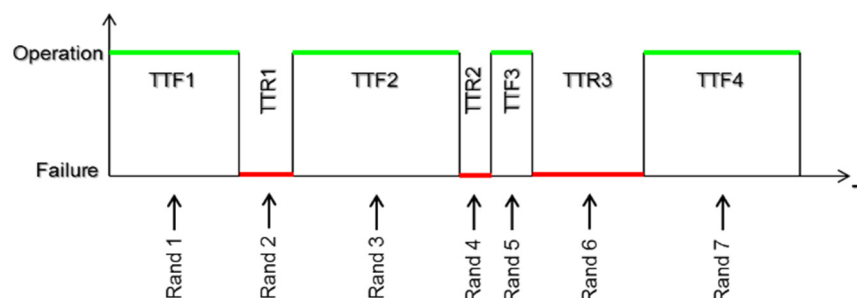 Operation
TTF1
TTR1
TTF2
TTR2
TTF3
TTR3
TTF4
Failure
Rand 1
Rand 2
Rand 3
Rand 4
Rand 5
Rand 6
Rand 7